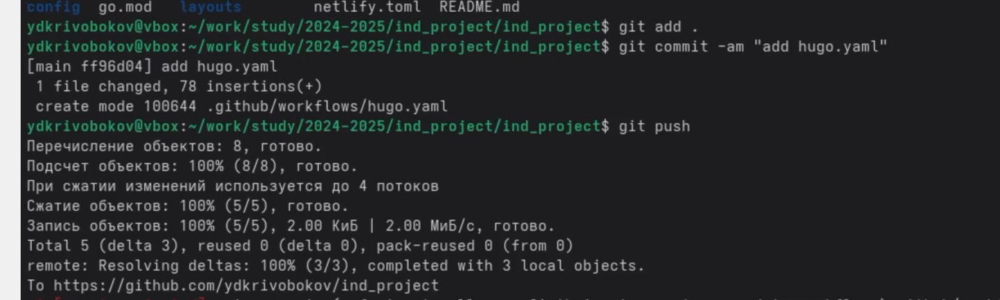 config go.mod layouts netlify.toml README.md
ydkrivobokov@vbox:~/work/study/2024-2025/ind_project/ind_project$ git add .
ydkrivobokov@vbox:~/work/study/2024-2025/ind_project/ind_project$ git commit -am "add hugo.yaml"
[main ff96d04] add hugo.yaml
1 file changed, 78 insertions(+)
create mode 100644 .github/workflows/hugo.yaml
ydkrivobokov@vbox:~/work/study/2024-2025/ind_project/ind_project$ git push
Перечисление объектов: 8, готово.
Подсчет объектов: 100% (8/8), готово.
При сжатии изменений используется до 4 потоков
Сжатие объектов: 100% (5/5), готово.
Запись объектов: 100% (5/5), 2.00 КиБ | 2.00 МиБ/с, готово.
Total 5 (delta 3), reused 0 (delta 0), pack-reused 0 (from 0)
remote: Resolving deltas: 100% (3/3), completed with 3 local objects.
To https://github.com/ydkrivobokov/ind_project